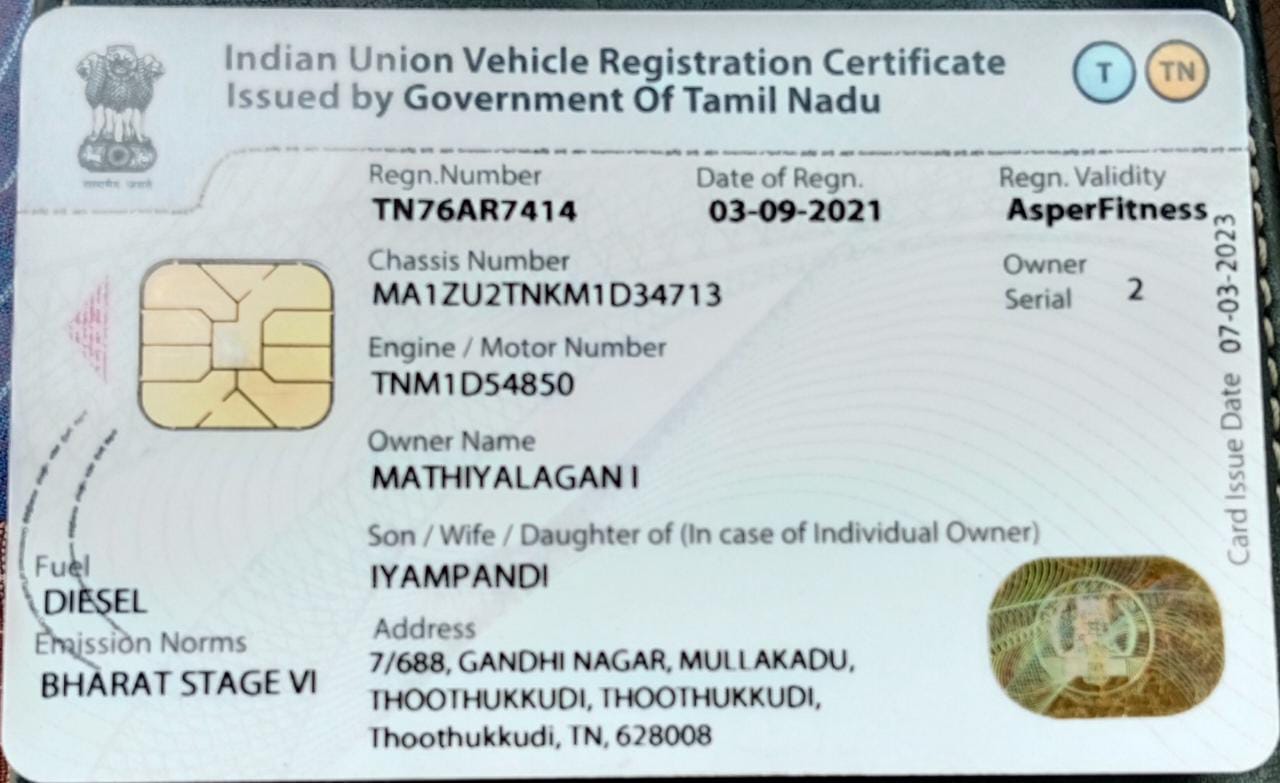 Indian Union Vehicle Registration Certificate
Issued by Government Of Tamil Nadu
T TN
सत्यमेव जयते
Regn.Number
TN76AR7414
Date of Regn.
03-09-2021
Regn. Validity
AsperFitness
Chassis Number
MA1ZU2TNKM1D34713
Owner
Serial 2
Engine / Motor Number
TNM1D54850
Owner Name
MATHIYALAGAN I
Son / Wife / Daughter of (In case of Individual Owner)
IYAMPANDI
Fuel
DIESEL
Emission Norms
BHARAT STAGE VI
Address
7/688, GANDHI NAGAR, MULLAKADU,
THOOTHUKKUDI, THOOTHUKKUDI,
Thoothukkudi, TN, 628008
Card Issue Date 07-03-2023